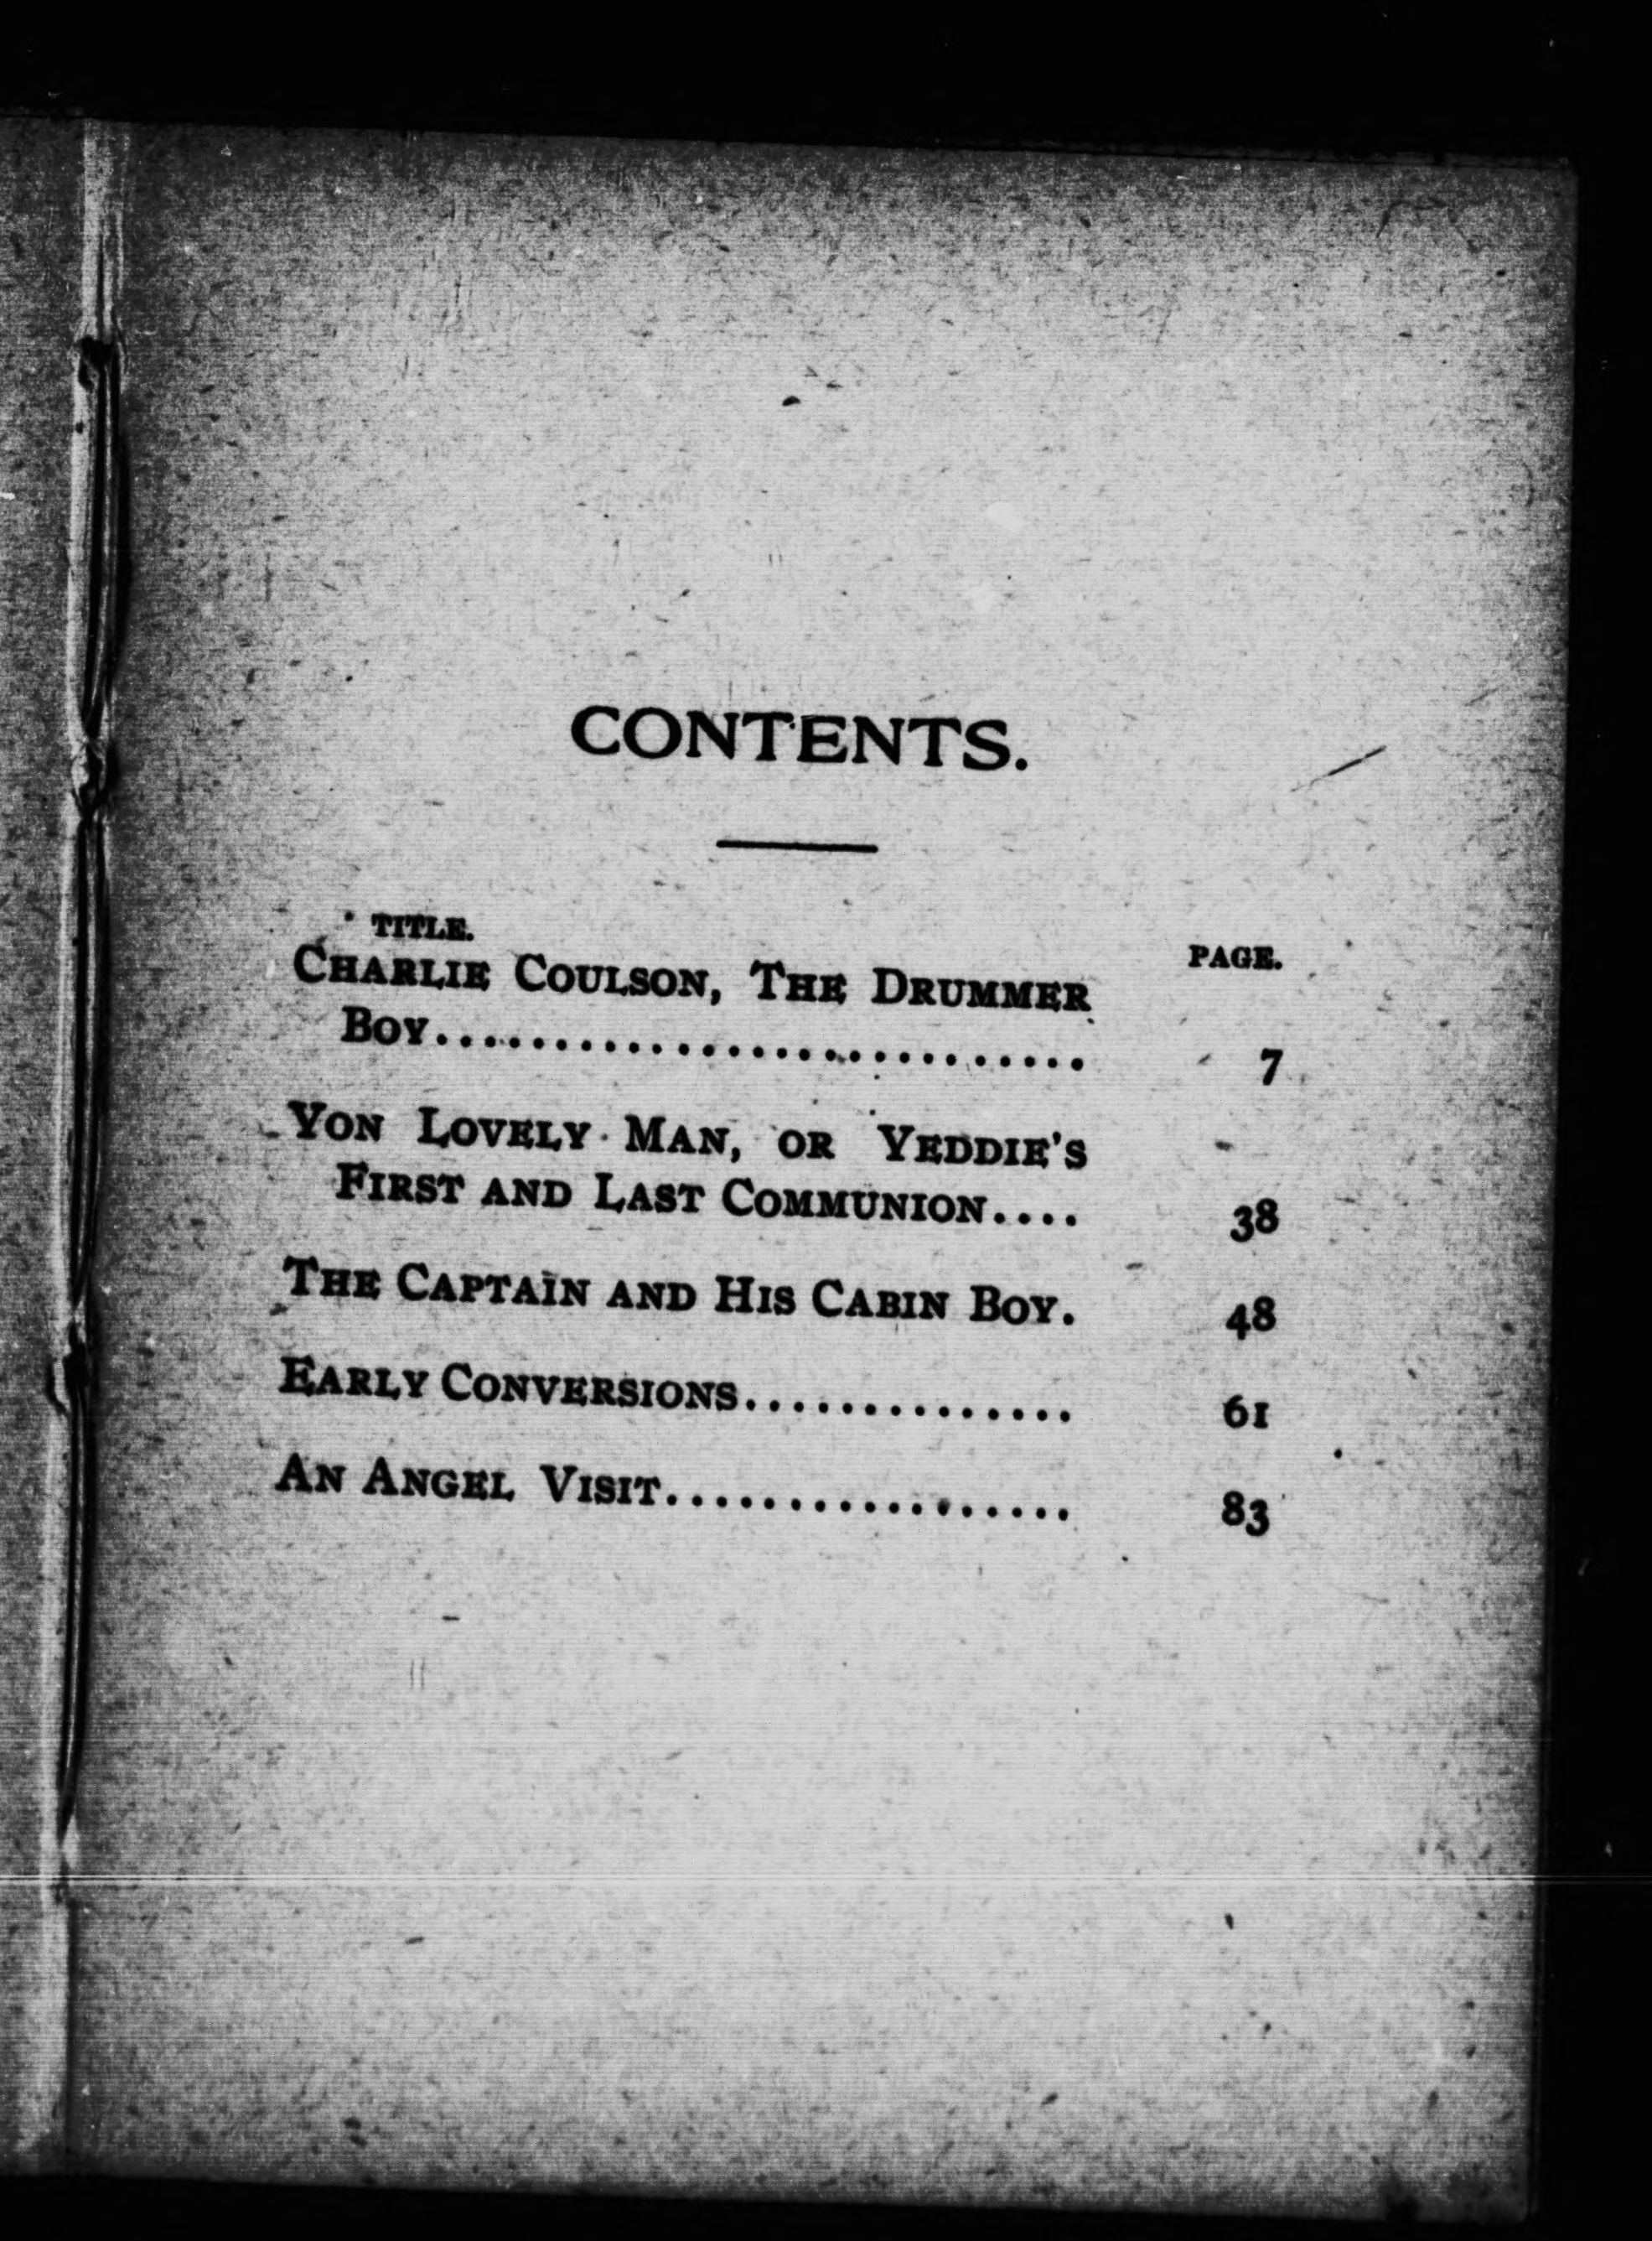 CONTENTS.
TITLE.
PAGE.
CHARLIE COULSON, THE DRUMMER
BOY........................... 7
YON LOVELY MAN, OR YEDDIE'S
FIRST AND LAST COMMUNION.... 38
THE CAPTAIN AND HIS CABIN BOY. 48
EARLY CONVERSIONS.............. 61
AN ANGEL VISIT................. 83